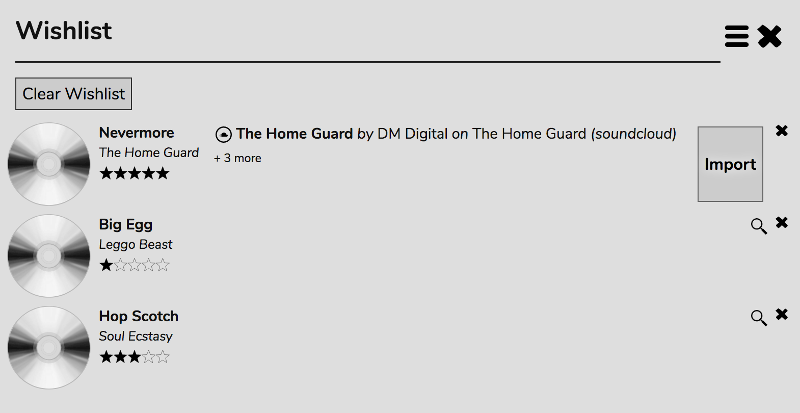 Wishlist
Clear Wishlist
Nevermore
The Home Guard
The Home Guard by DM Digital on The Home Guard (soundcloud)
+ 3 more
Import
Big Egg
Leggo Beast
Hop Scotch
Soul Ecstasy